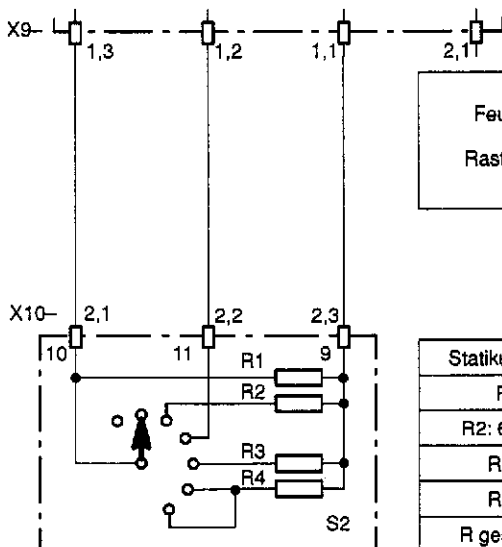 X9–
1,3
1,2
1,1
2,1
Feu
Rast
X10–
2,1
2,2
2,3
10
11
9
R1
R2
R3
R4
S2
Statiku
R2: 6
R
R
R ge